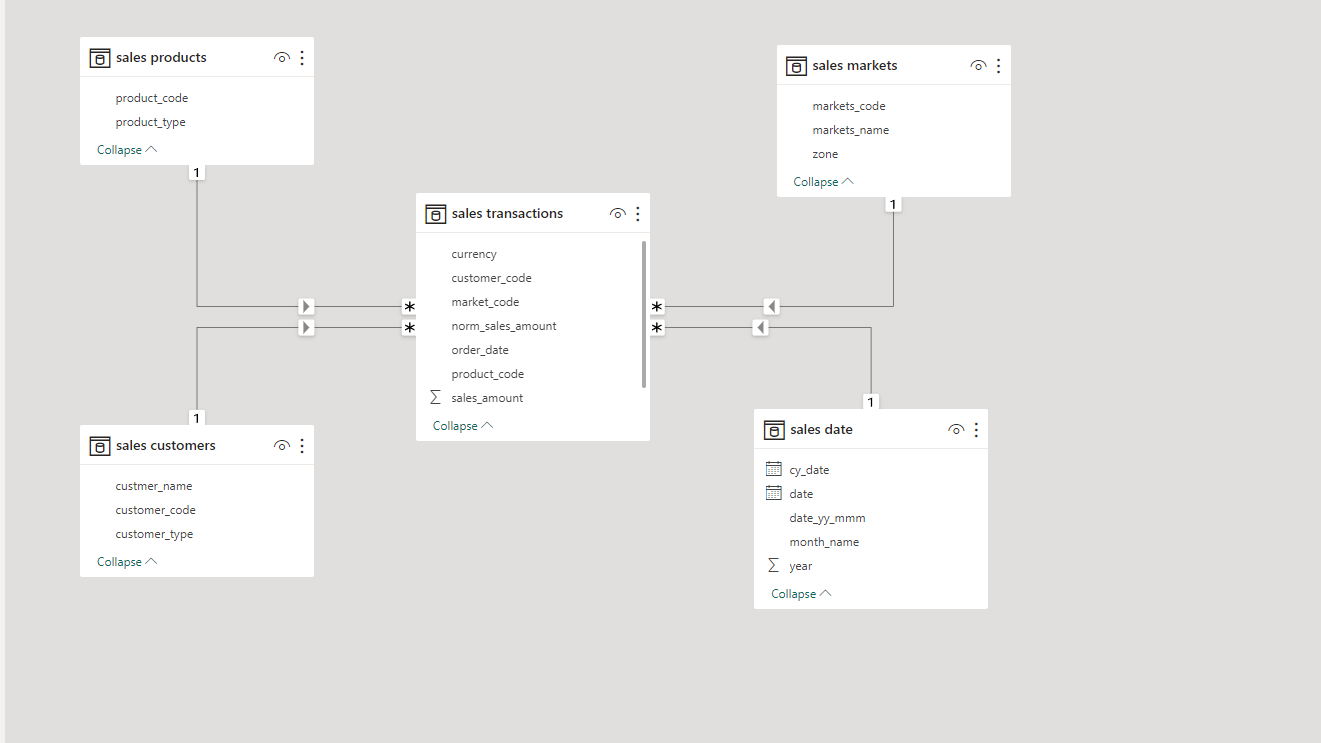 sales products
product_code
product_type
Collapse
1
sales markets
markets_code
markets_name
zone
Collapse
1
sales transactions
currency
customer_code
market_code
norm_sales_amount
order_date
product_code
∑ sales_amount
Collapse
*
*
*
*
1
sales customers
custmer_name
customer_code
customer_type
Collapse
1
sales date
cy_date
date
date_yy_mmm
month_name
∑ year
Collapse